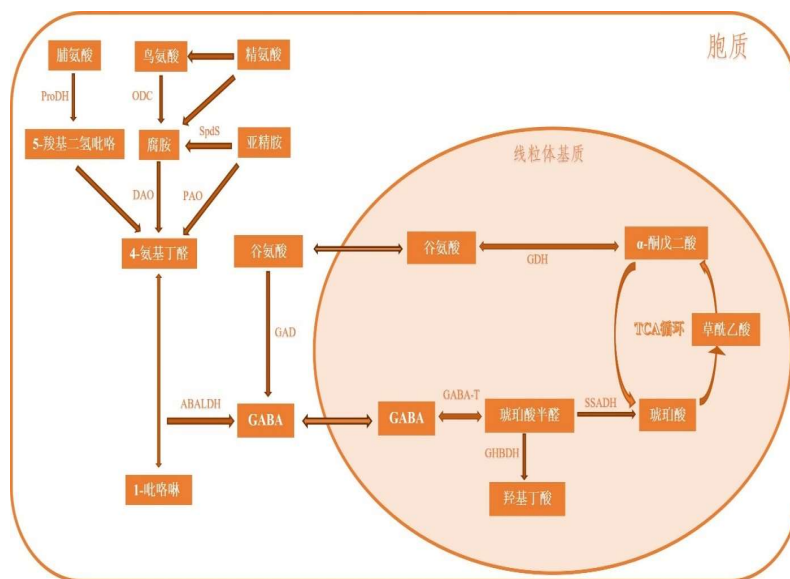 胞质
脯氨酸
鸟氨酸
精氨酸
ProDH
ODC
5-羧基二氢吡咯
腐胺
SpdS
亚精胺
DAO
PAO
4-氨基丁醛
线粒体基质
谷氨酸
谷氨酸
GDH
α-酮戊二酸
GAD
TCA循环
草酰乙酸
ABALDH
GABA
GABA
GABA-T
琥珀酸半醛
SSADH
琥珀酸
GHBDH
1-吡咯啉
羟基丁酸